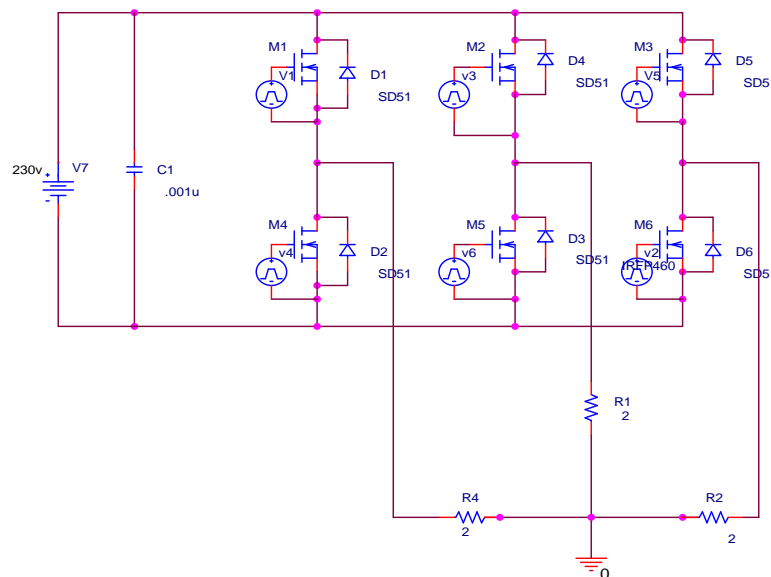 M1
V1
D1
SD51
M2
v3
D4
SD51
M3
V5
D5
SD5
230v
+
-
V7
C1
.001u
M4
v4
D2
SD51
M5
v6
D3
SD51
M6
v2
IRFP460
D6
SD5
R1
2
R4
2
R2
2
0